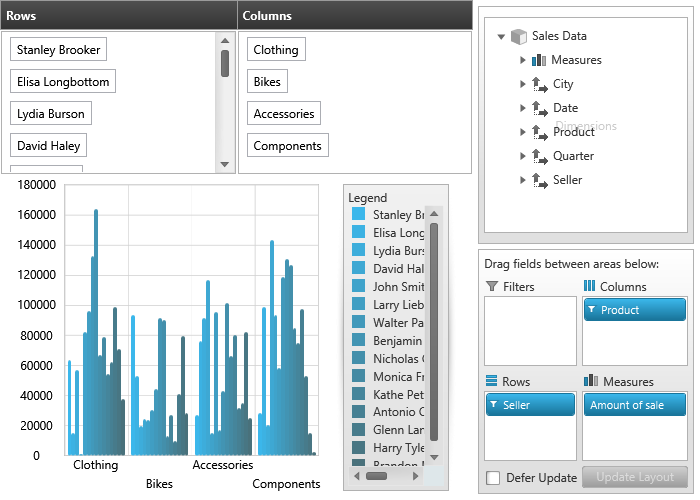 Rows
Columns
Stanley Brooker
Elisa Longbottom
Lydia Burson
David Haley
Clothing
Bikes
Accessories
Components
Sales Data
Measures
City
Date
Dimensions
Product
Quarter
Seller
180000
160000
140000
120000
100000
80000
60000
40000
20000
0
Clothing
Bikes
Accessories
Components
Legend
Stanley Br
Elisa Long
Lydia Burs
David Hal
John Smit
Larry Lieb
Walter Pa
Benjamin
Nicholas C
Monica Fr
Kathe Pet
Antonio C
Glenn Lan
Harry Tyle
Brandon
Drag fields between areas below:
Filters
Columns
Product
Rows
Measures
Seller
Amount of sale
Defer Update
Update Layout